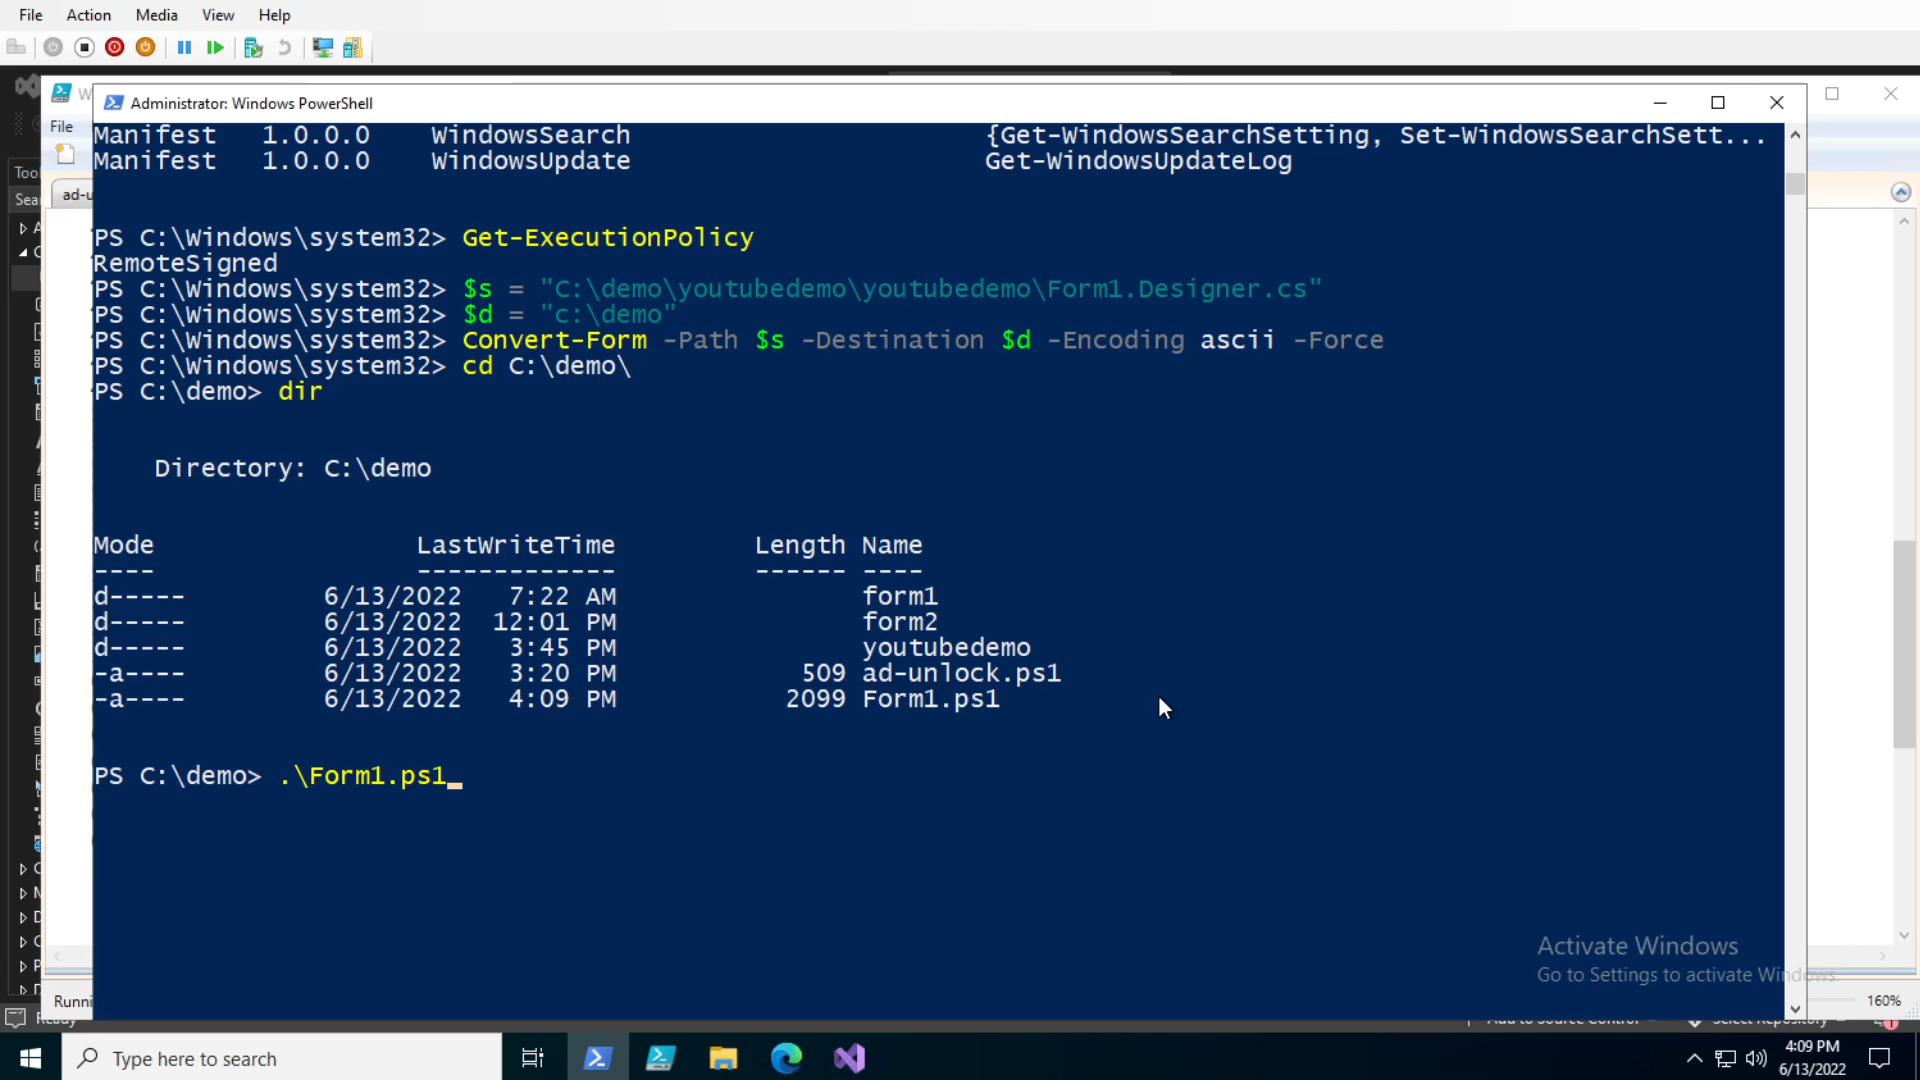 File Action Media View Help
Administrator: Windows PowerShell
File
Manifest 1.0.0.0 WindowsSearch {Get-WindowsSearchSetting, Set-WindowsSearchSett...
Manifest 1.0.0.0 WindowsUpdate Get-WindowsUpdateLog
PS C:\Windows\system32> Get-ExecutionPolicy
RemoteSigned
PS C:\Windows\system32> $s = "C:\demo\youtubedemo\youtubedemo\Form1.Designer.cs"
PS C:\Windows\system32> $d = "c:\demo"
PS C:\Windows\system32> Convert-Form -Path $s -Destination $d -Encoding ascii -Force
PS C:\Windows\system32> cd C:\demo\
PS C:\demo> dir
Directory: C:\demo
Mode LastWriteTime Length Name
---- ------------- ------ ----
d----- 6/13/2022 7:22 AM form1
d----- 6/13/2022 12:01 PM form2
d----- 6/13/2022 3:45 PM youtubedemo
-a---- 6/13/2022 3:20 PM 509 ad-unlock.ps1
-a---- 6/13/2022 4:09 PM 2099 Form1.ps1
PS C:\demo> .\Form1.ps1_
Activate Windows
Go to Settings to activate Windows.
Runni
160%
Ready
Type here to search
4:09 PM
6/13/2022